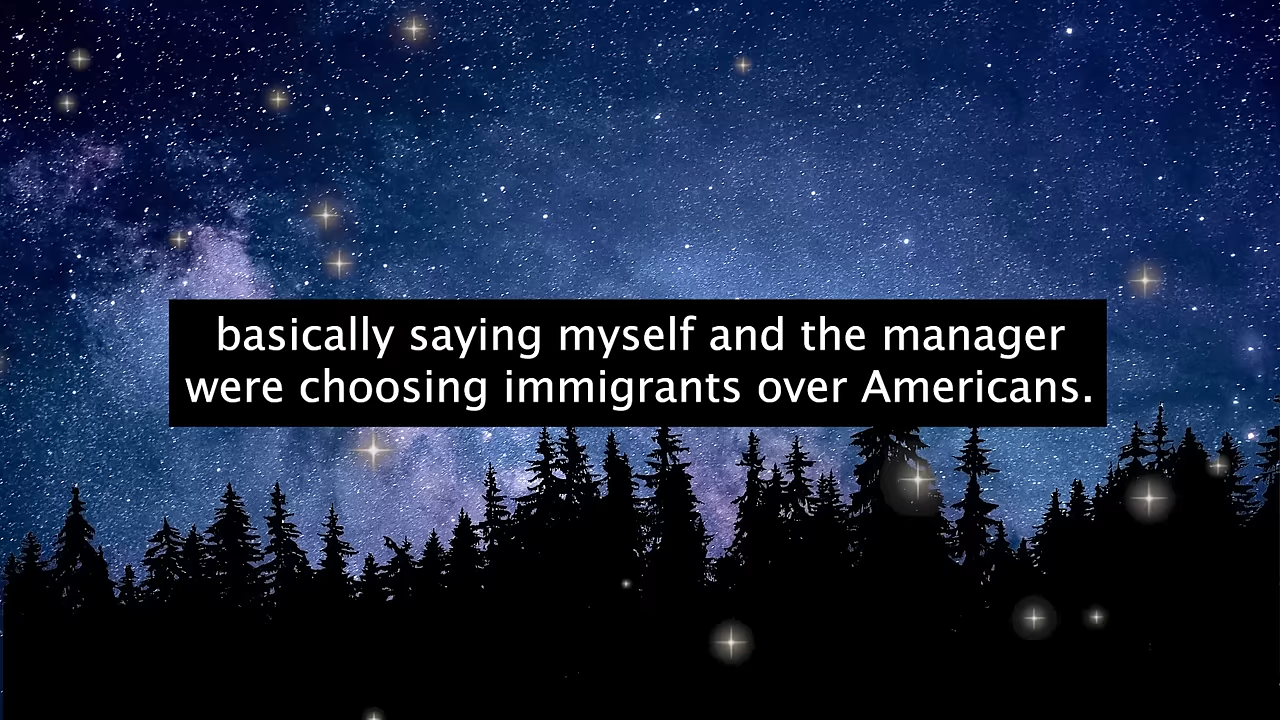 basically saying myself and the manager
were choosing immigrants over Americans.